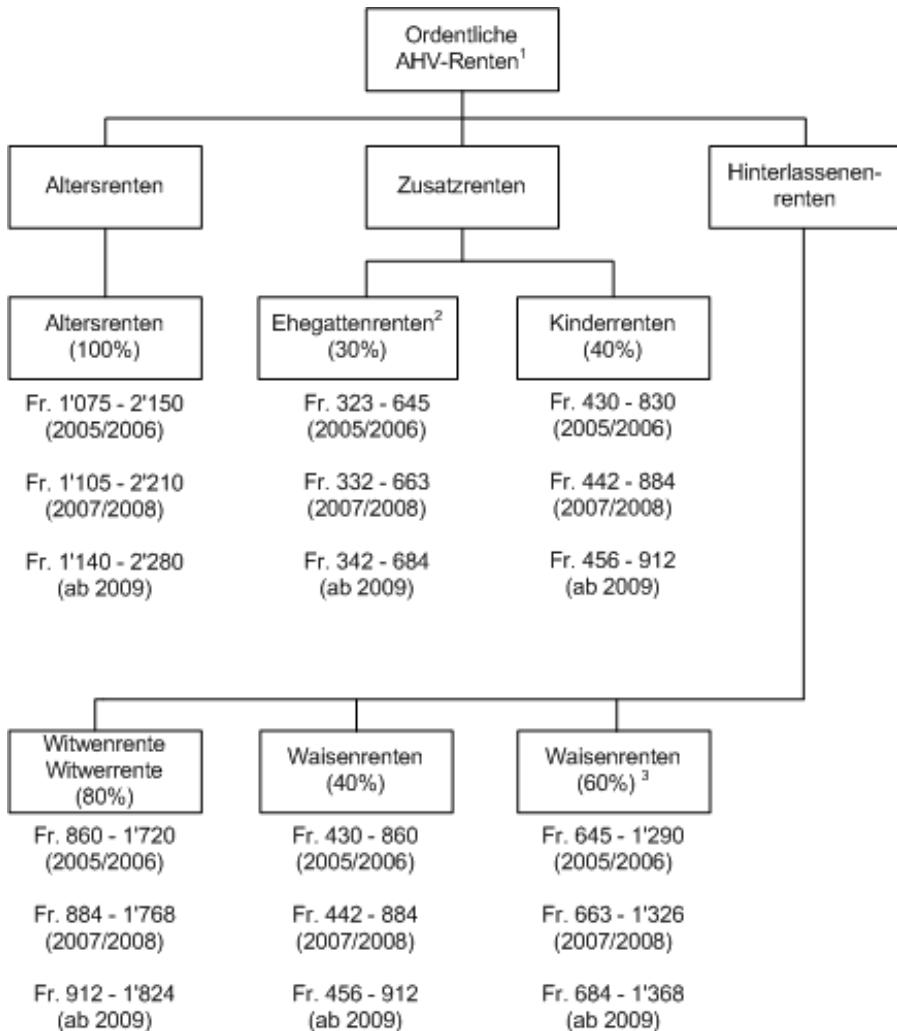 Ordentliche
AHV-Renten¹
Altersrenten
Zusatzrenten
Hinterlassenen-
renten
Altersrenten
(100%)
Fr. 1'075 - 2'150
(2005/2006)
Fr. 1'105 - 2'210
(2007/2008)
Fr. 1'140 - 2'280
(ab 2009)
Ehegattenrenten²
(30%)
Fr. 323 - 645
(2005/2006)
Fr. 332 - 663
(2007/2008)
Fr. 342 - 684
(ab 2009)
Kinderrenten
(40%)
Fr. 430 - 830
(2005/2006)
Fr. 442 - 884
(2007/2008)
Fr. 456 - 912
(ab 2009)
Witwenrente
Witwerrente
(80%)
Fr. 860 - 1'720
(2005/2006)
Fr. 884 - 1'768
(2007/2008)
Fr. 912 - 1'824
(ab 2009)
Waisenrenten
(40%)
Fr. 430 - 860
(2005/2006)
Fr. 442 - 884
(2007/2008)
Fr. 456 - 912
(ab 2009)
Waisenrenten
(60%) ³
Fr. 645 - 1'290
(2005/2006)
Fr. 663 - 1'326
(2007/2008)
Fr. 684 - 1'368
(ab 2009)